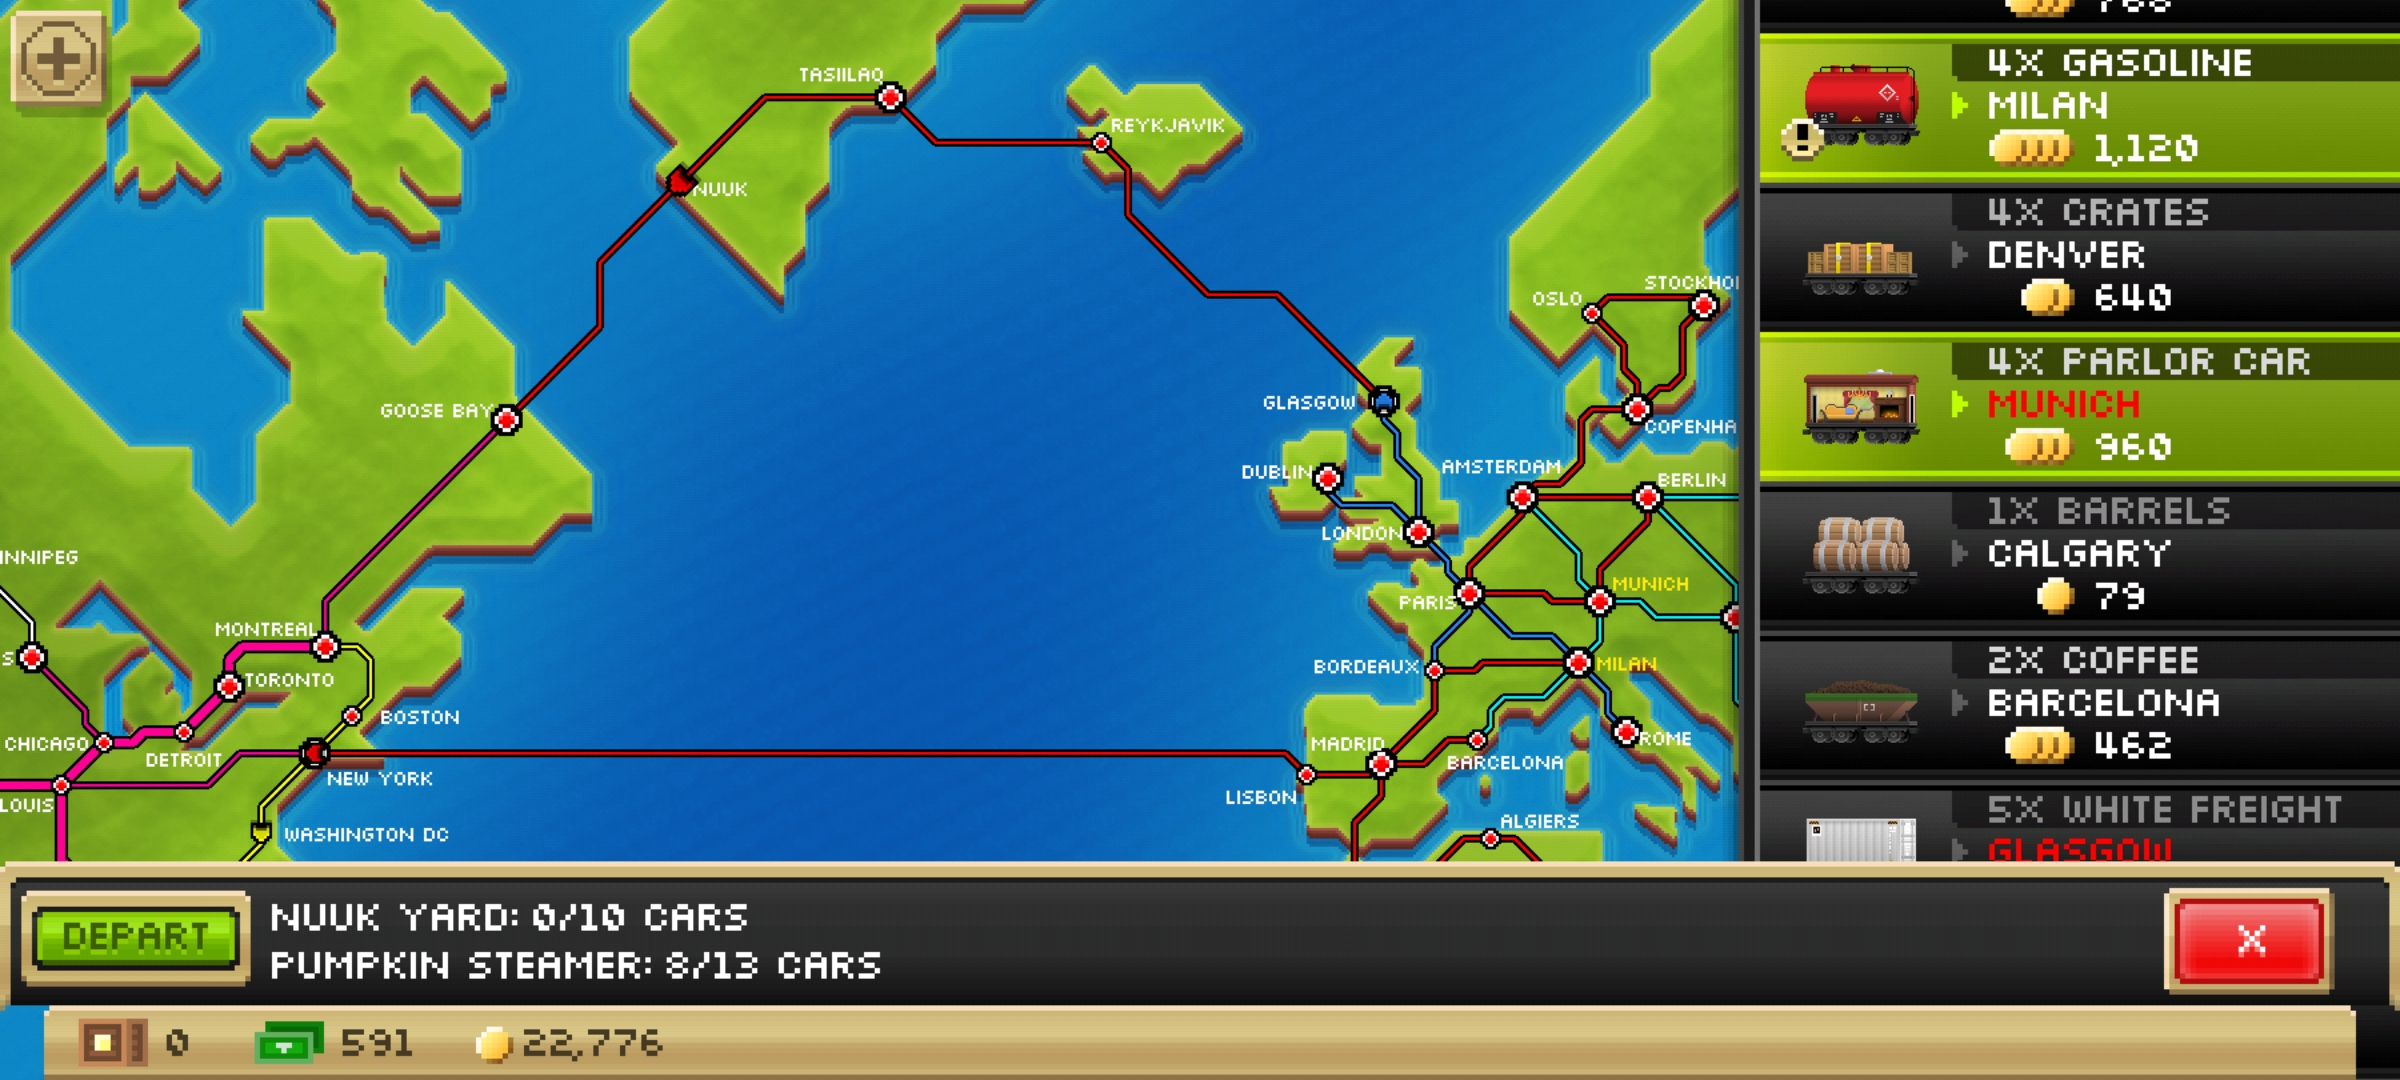 TASIILAQ
REYKJAVIK
NUUK
STOCKHOL
OSLO
GOOSE BAY
GLASGOW
COPENHA
AMSTERDAM
DUBLIN
BERLIN
LONDON
INNIPEG
MUNICH
PARIS
MONTREAL
S
MILAN
BORDEAUX
TORONTO
BOSTON
CHICAGO
ROME
MADRID
DETROIT
BARCELONA
NEW YORK
LISBON
LOUIS
ALGIERS
WASHINGTON DC
768
4X GASOLINE
MILAN
1,120
4X CRATES
DENVER
640
4X PARLOR CAR
MUNICH
960
1X BARRELS
CALGARY
79
2X COFFEE
BARCELONA
462
5X WHITE FREIGHT
GLASGOW
DEPART
NUUK YARD: 0/10 CARS
PUMPKIN STEAMER: 8/13 CARS
X
0
591
22,776